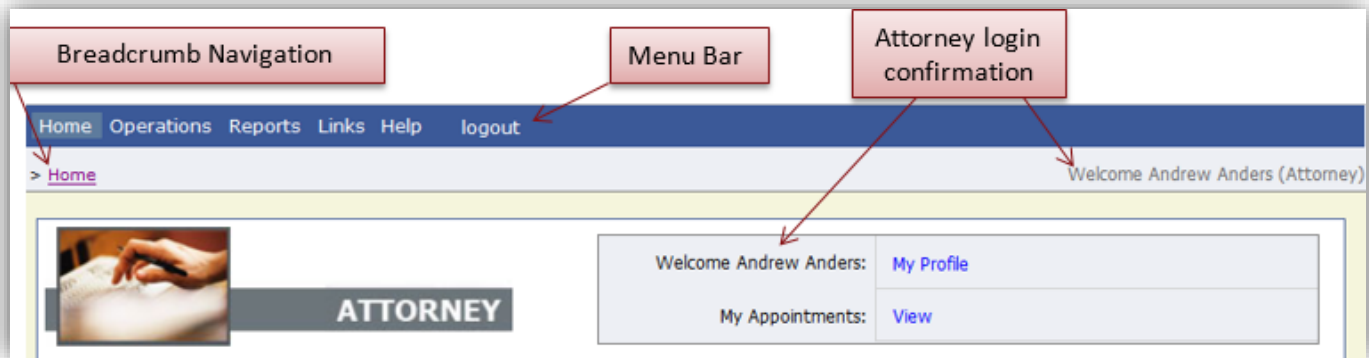 Breadcrumb Navigation
Menu Bar
Attorney login
confirmation
Home Operations Reports Links Help logout
> Home
Welcome Andrew Anders (Attorney)
ATTORNEY
Welcome Andrew Anders: My Profile
My Appointments: View